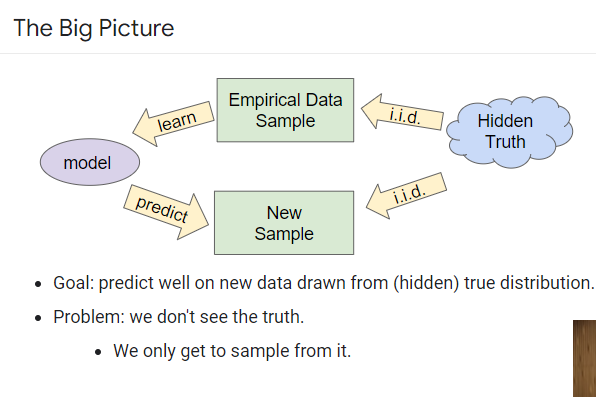 The Big Picture
Empirical Data
Sample
i.i.d.
Hidden
Truth
learn
model
predict
New
Sample
i.i.d.
Goal: predict well on new data drawn from (hidden) true distribution.
Problem: we don't see the truth.
We only get to sample from it.